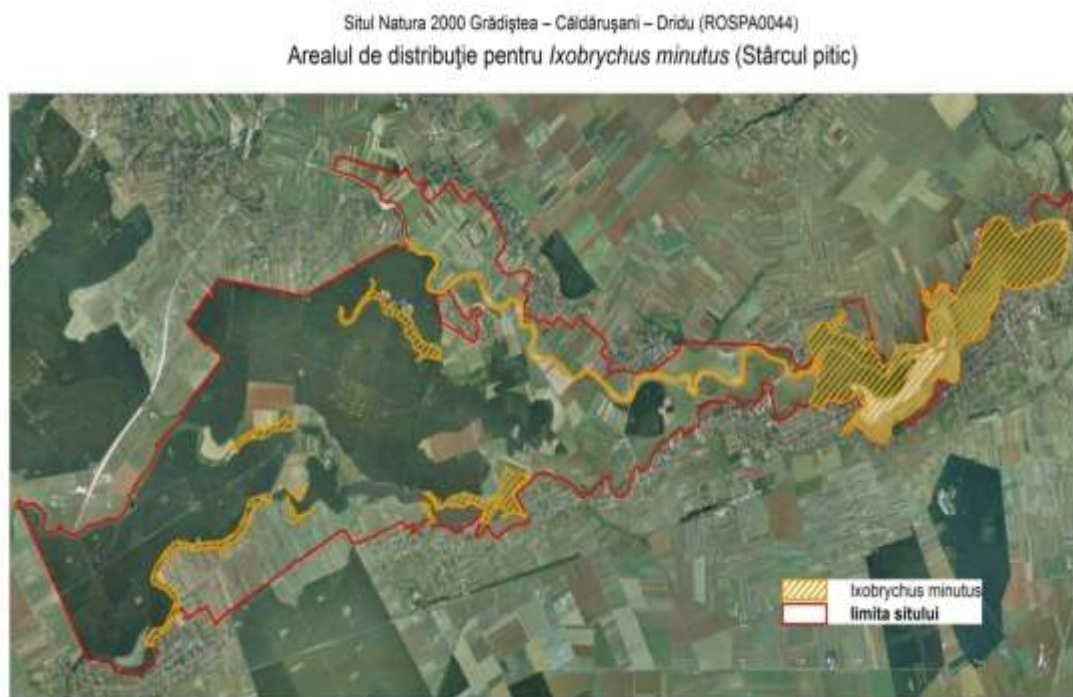 Situl Natura 2000 Grădiştea – Căldăruşani – Dridu (ROSPA0044)
Arealul de distribuţie pentru Ixobrychus minutus (Stârcul pitic)
Ixobrychus minutus
limita sitului